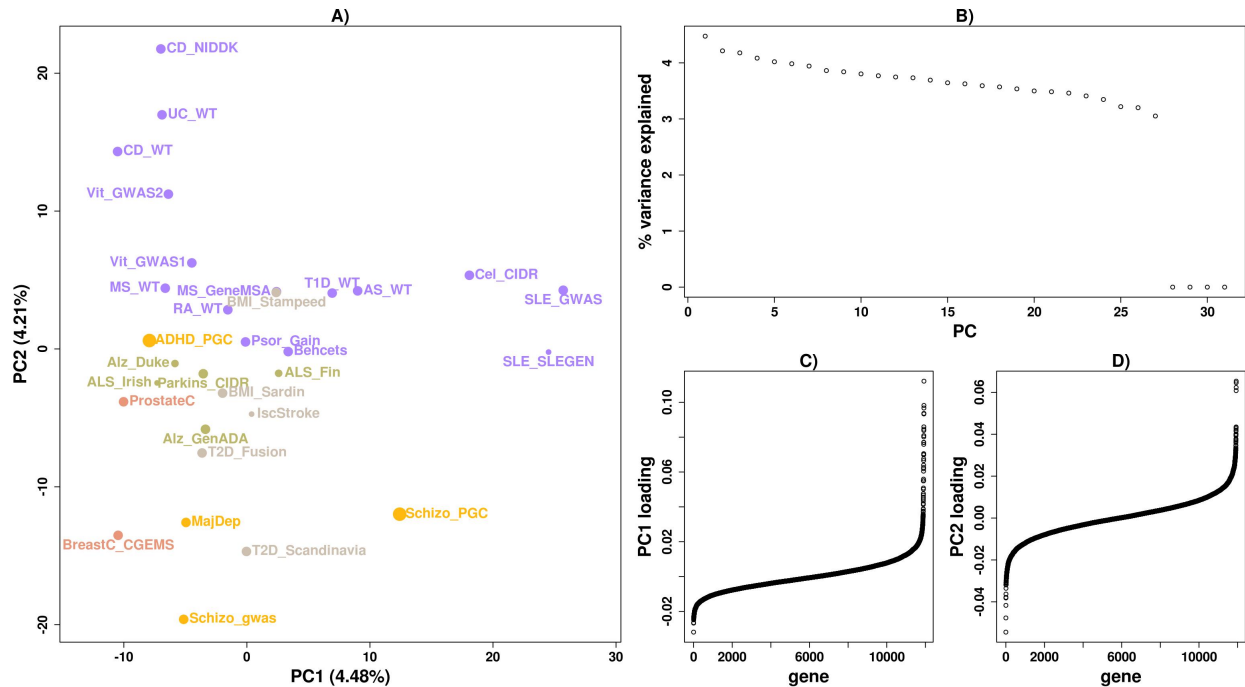 A)
CD_NIDDK
UC_WT
CD_WT
Vit_GWAS2
Vit_GWAS1
MS_WT
MS_GeneMSA
BMI_Stampeed
RA_WT
T1D_WT
AS_WT
Cel_CIDR
SLE_GWAS
SLE_SLEGEN
ADHD_PGC
Psor_Gain
Behcets
Alz_Duke
ALS_Irish
Parkins_CIDR
ALS_Fin
ProstateC
BMI_Sardin
IscStroke
Alz_GenADA
T2D_Fusion
Schizo_PGC
MajDep
BreastC_CGEMS
T2D_Scandinavia
Schizo_gwas
20
10
0
-10
-20
PC2 (4.21%)
-10 0 10 20 30
PC1 (4.48%)
B)
4
3
2
1
0
% variance explained
0 5 10 15 20 25 30
PC
C)
0.10
0.06
0.02
-0.02
PC1 loading
0 2000 6000 10000
gene
D)
0.06
0.04
0.02
0.00
-0.02
-0.04
PC2 loading
0 2000 6000 10000
gene